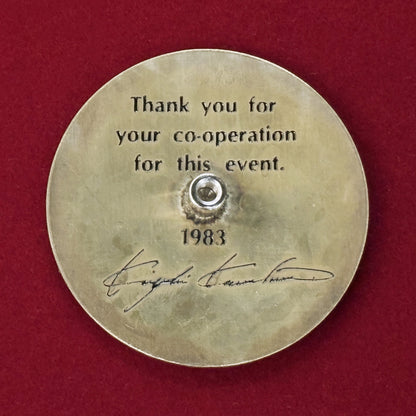 Thank you for
your co-operation
for this event.
1983